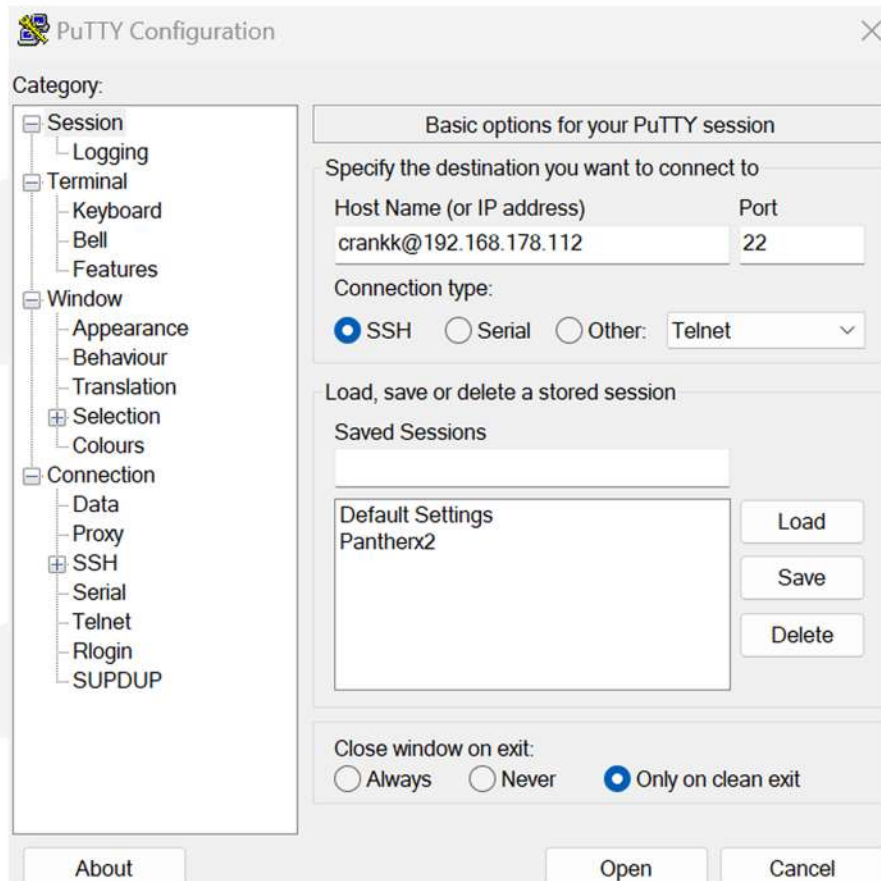 PuTTY Configuration
Category:
Session
Logging
Terminal
Keyboard
Bell
Features
Window
Appearance
Behaviour
Translation
Selection
Colours
Connection
Data
Proxy
SSH
Serial
Telnet
Rlogin
SUPDUP
Basic options for your PuTTY session
Specify the destination you want to connect to
Host Name (or IP address) Port
crankk@192.168.178.112 22
Connection type:
SSH Serial Other: Telnet
Load, save or delete a stored session
Saved Sessions
Default Settings
Pantherx2
Load
Save
Delete
Close window on exit:
Always Never Only on clean exit
About Open Cancel